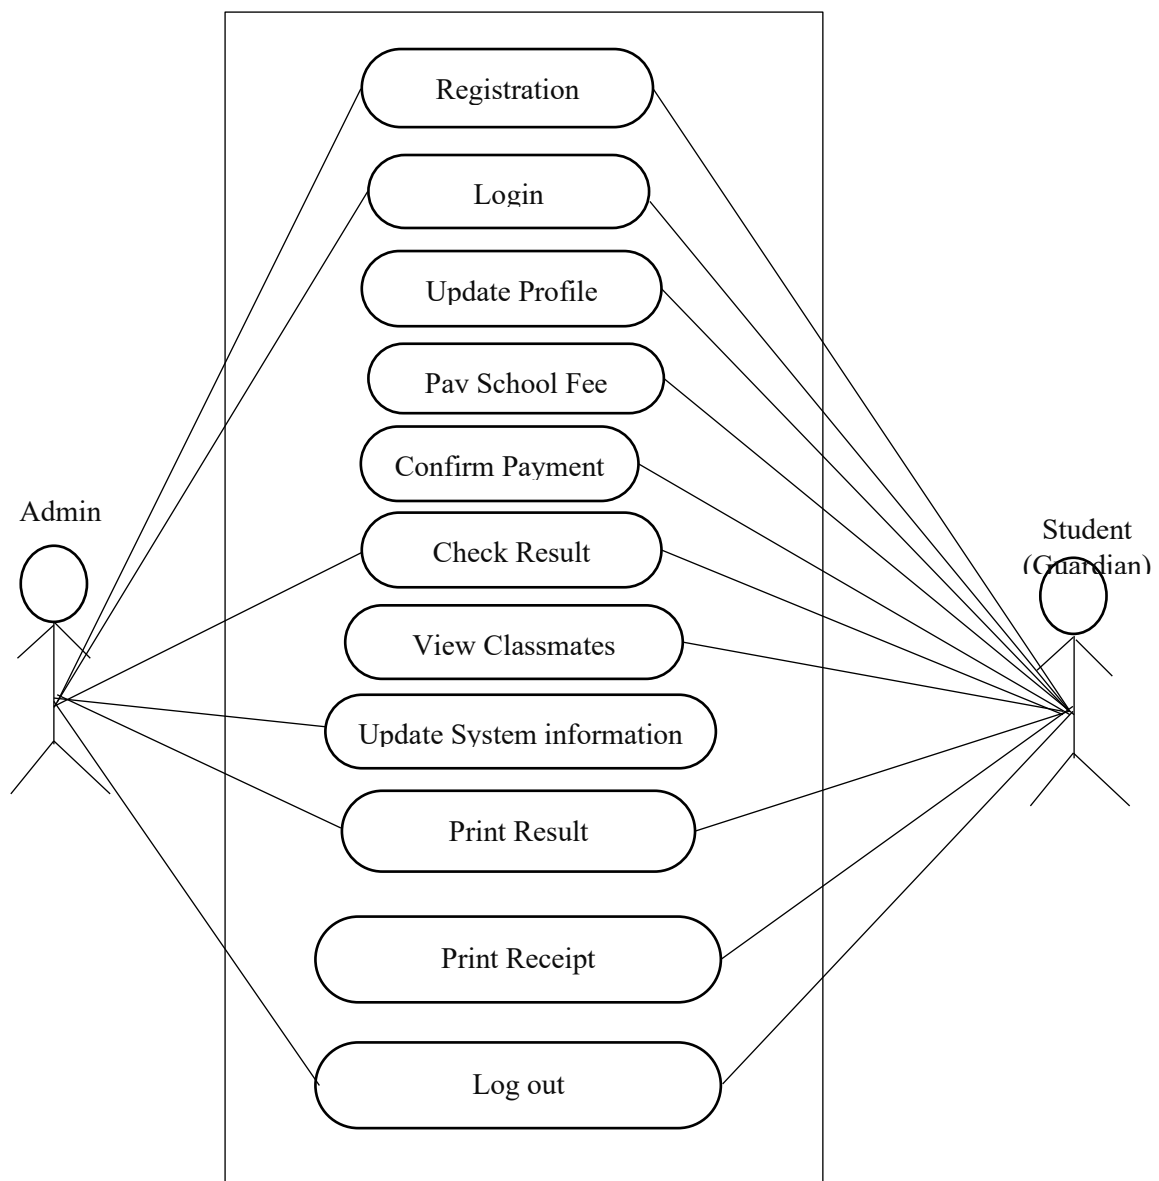 Registration
Login
Update Profile
Pay School Fee
Confirm Payment
Admin
Student
(Guardian)
Check Result
View Classmates
Update System information
Print Result
Print Receipt
Log out